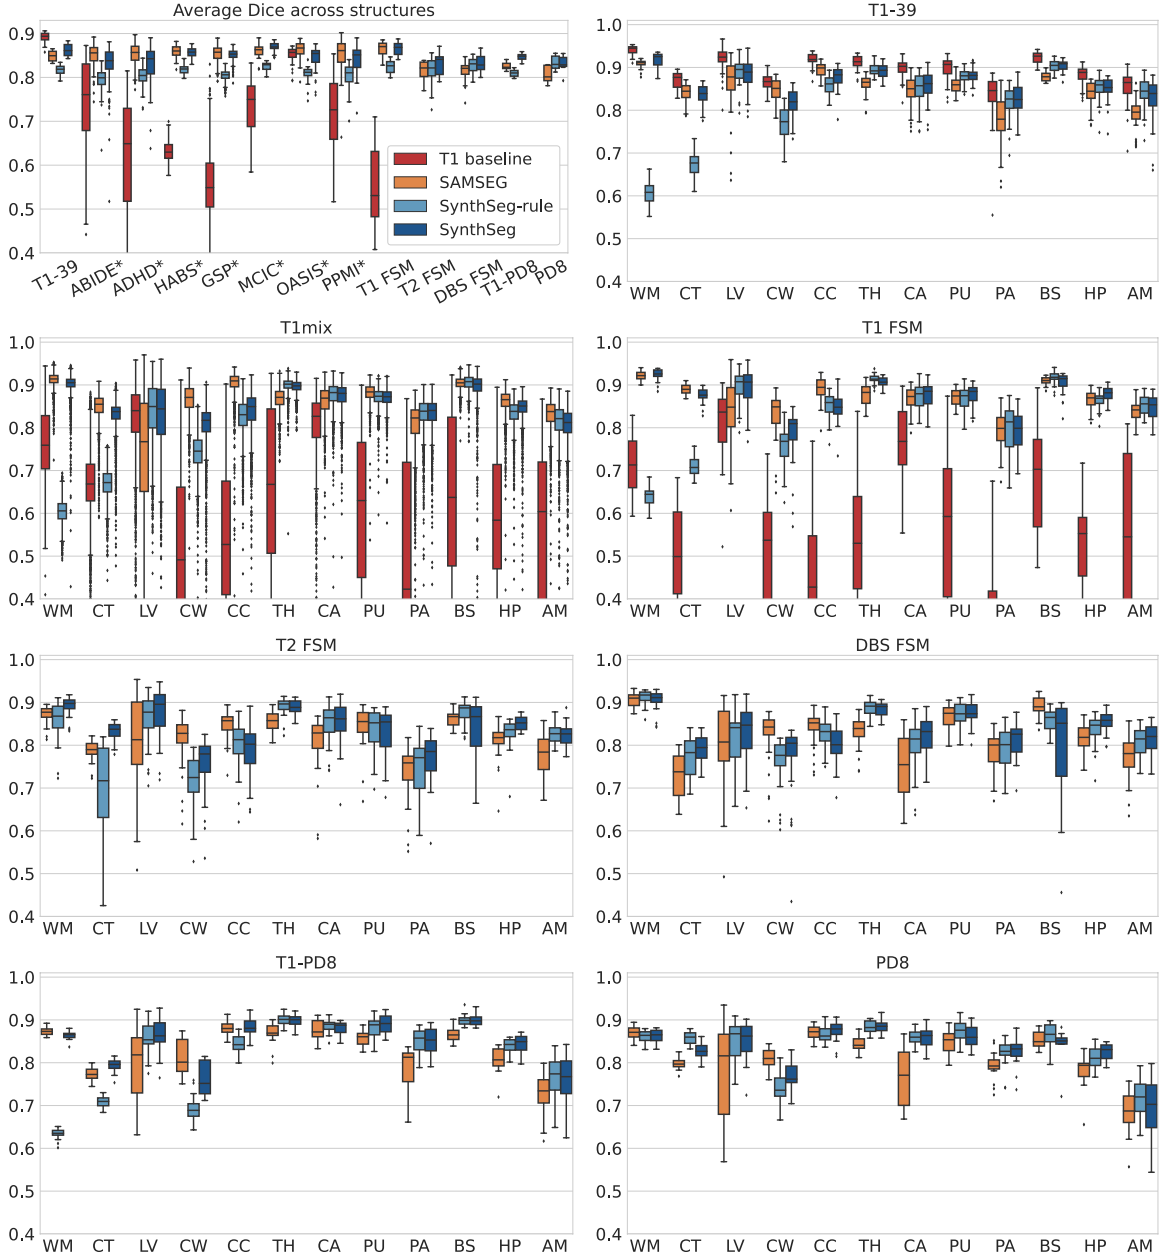 Average Dice across structures
0.9
0.8
0.7
0.6
0.5
0.4
T1 baseline
SAMSEG
SynthSeg-rule
SynthSeg
T1-39 ABIDE* ADHD* HABS* GSP* MCIC* OASIS* PPMI* T1 FSM T2 FSM DBS FSM T1-PD8 PD8
T1-39
1.0
0.9
0.8
0.7
0.6
0.5
0.4
WM CT LV CW CC TH CA PU PA BS HP AM
T1mix
1.0
0.9
0.8
0.7
0.6
0.5
0.4
WM CT LV CW CC TH CA PU PA BS HP AM
T1 FSM
1.0
0.9
0.8
0.7
0.6
0.5
0.4
WM CT LV CW CC TH CA PU PA BS HP AM
T2 FSM
1.0
0.9
0.8
0.7
0.6
0.5
0.4
WM CT LV CW CC TH CA PU PA BS HP AM
DBS FSM
1.0
0.9
0.8
0.7
0.6
0.5
0.4
WM CT LV CW CC TH CA PU PA BS HP AM
T1-PD8
1.0
0.9
0.8
0.7
0.6
0.5
0.4
WM CT LV CW CC TH CA PU PA BS HP AM
PD8
1.0
0.9
0.8
0.7
0.6
0.5
0.4
WM CT LV CW CC TH CA PU PA BS HP AM